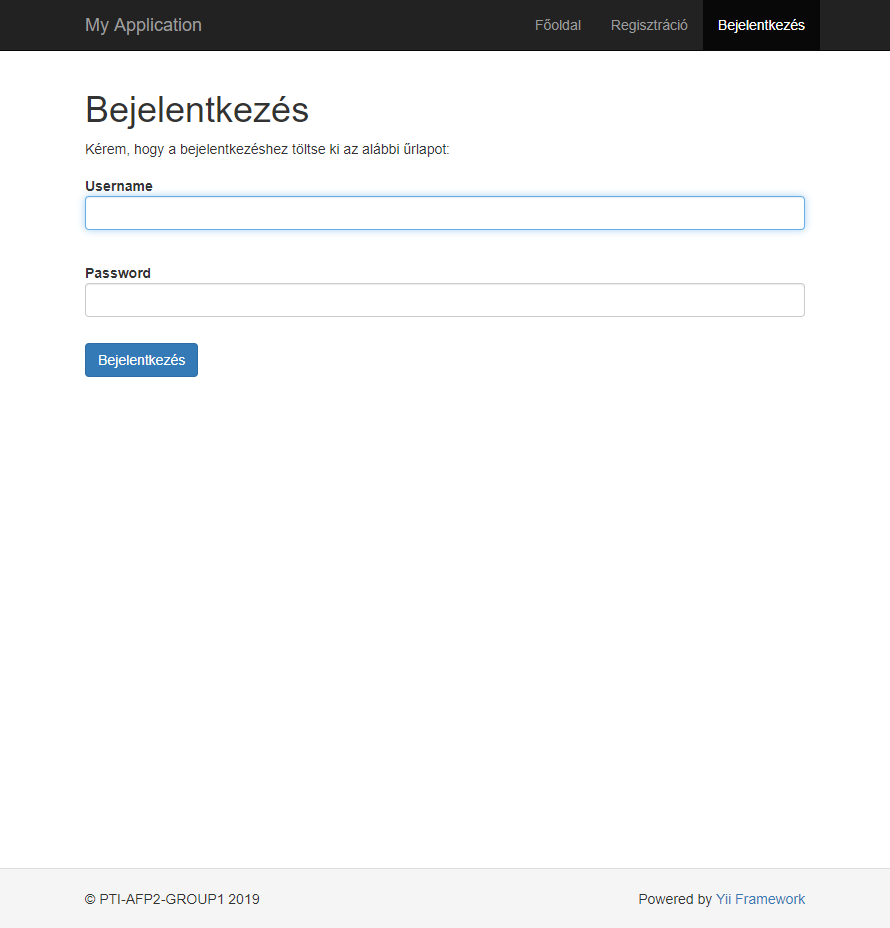 My Application Főoldal Regisztráció Bejelentkezés
Bejelentkezés
Kérem, hogy a bejelentkezéshez töltse ki az alábbi űrlapot:
Username
Password
Bejelentkezés
© PTI-AFP2-GROUP1 2019 Powered by Yii Framework